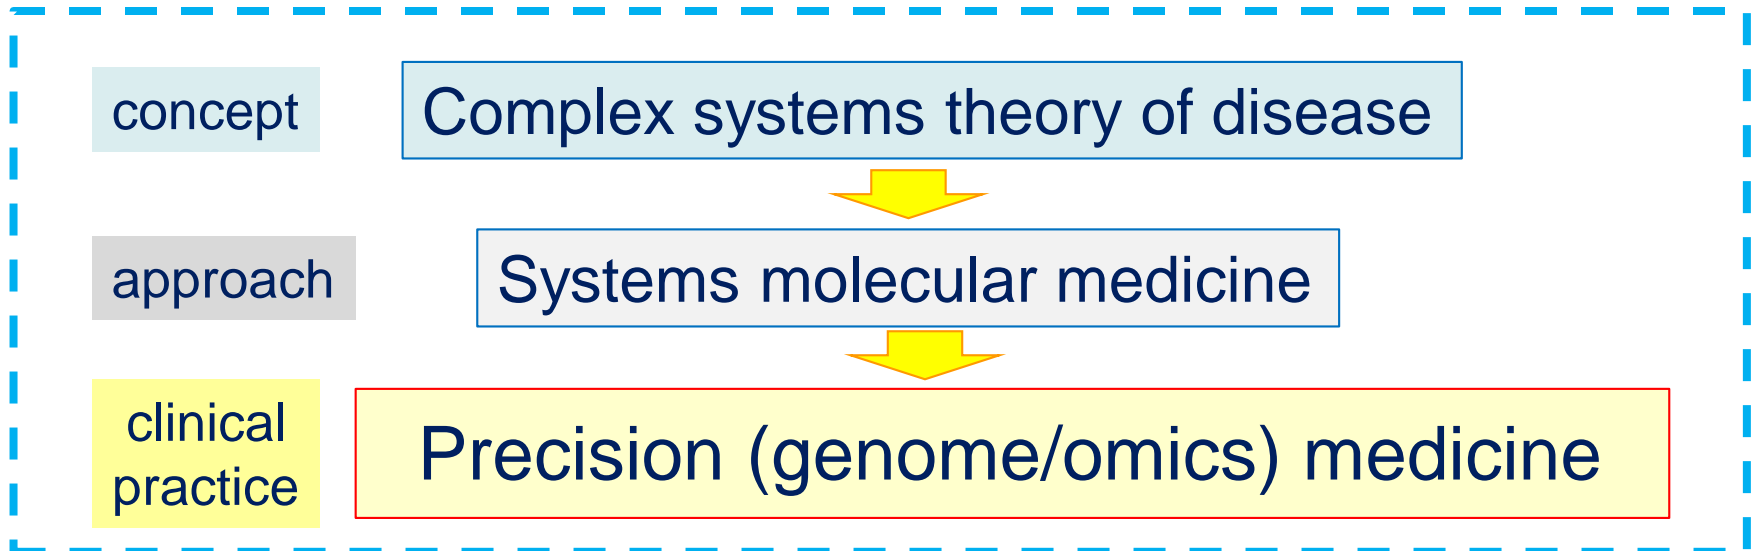 concept
Complex systems theory of disease
approach
Systems molecular medicine
clinical
practice
Precision (genome/omics) medicine